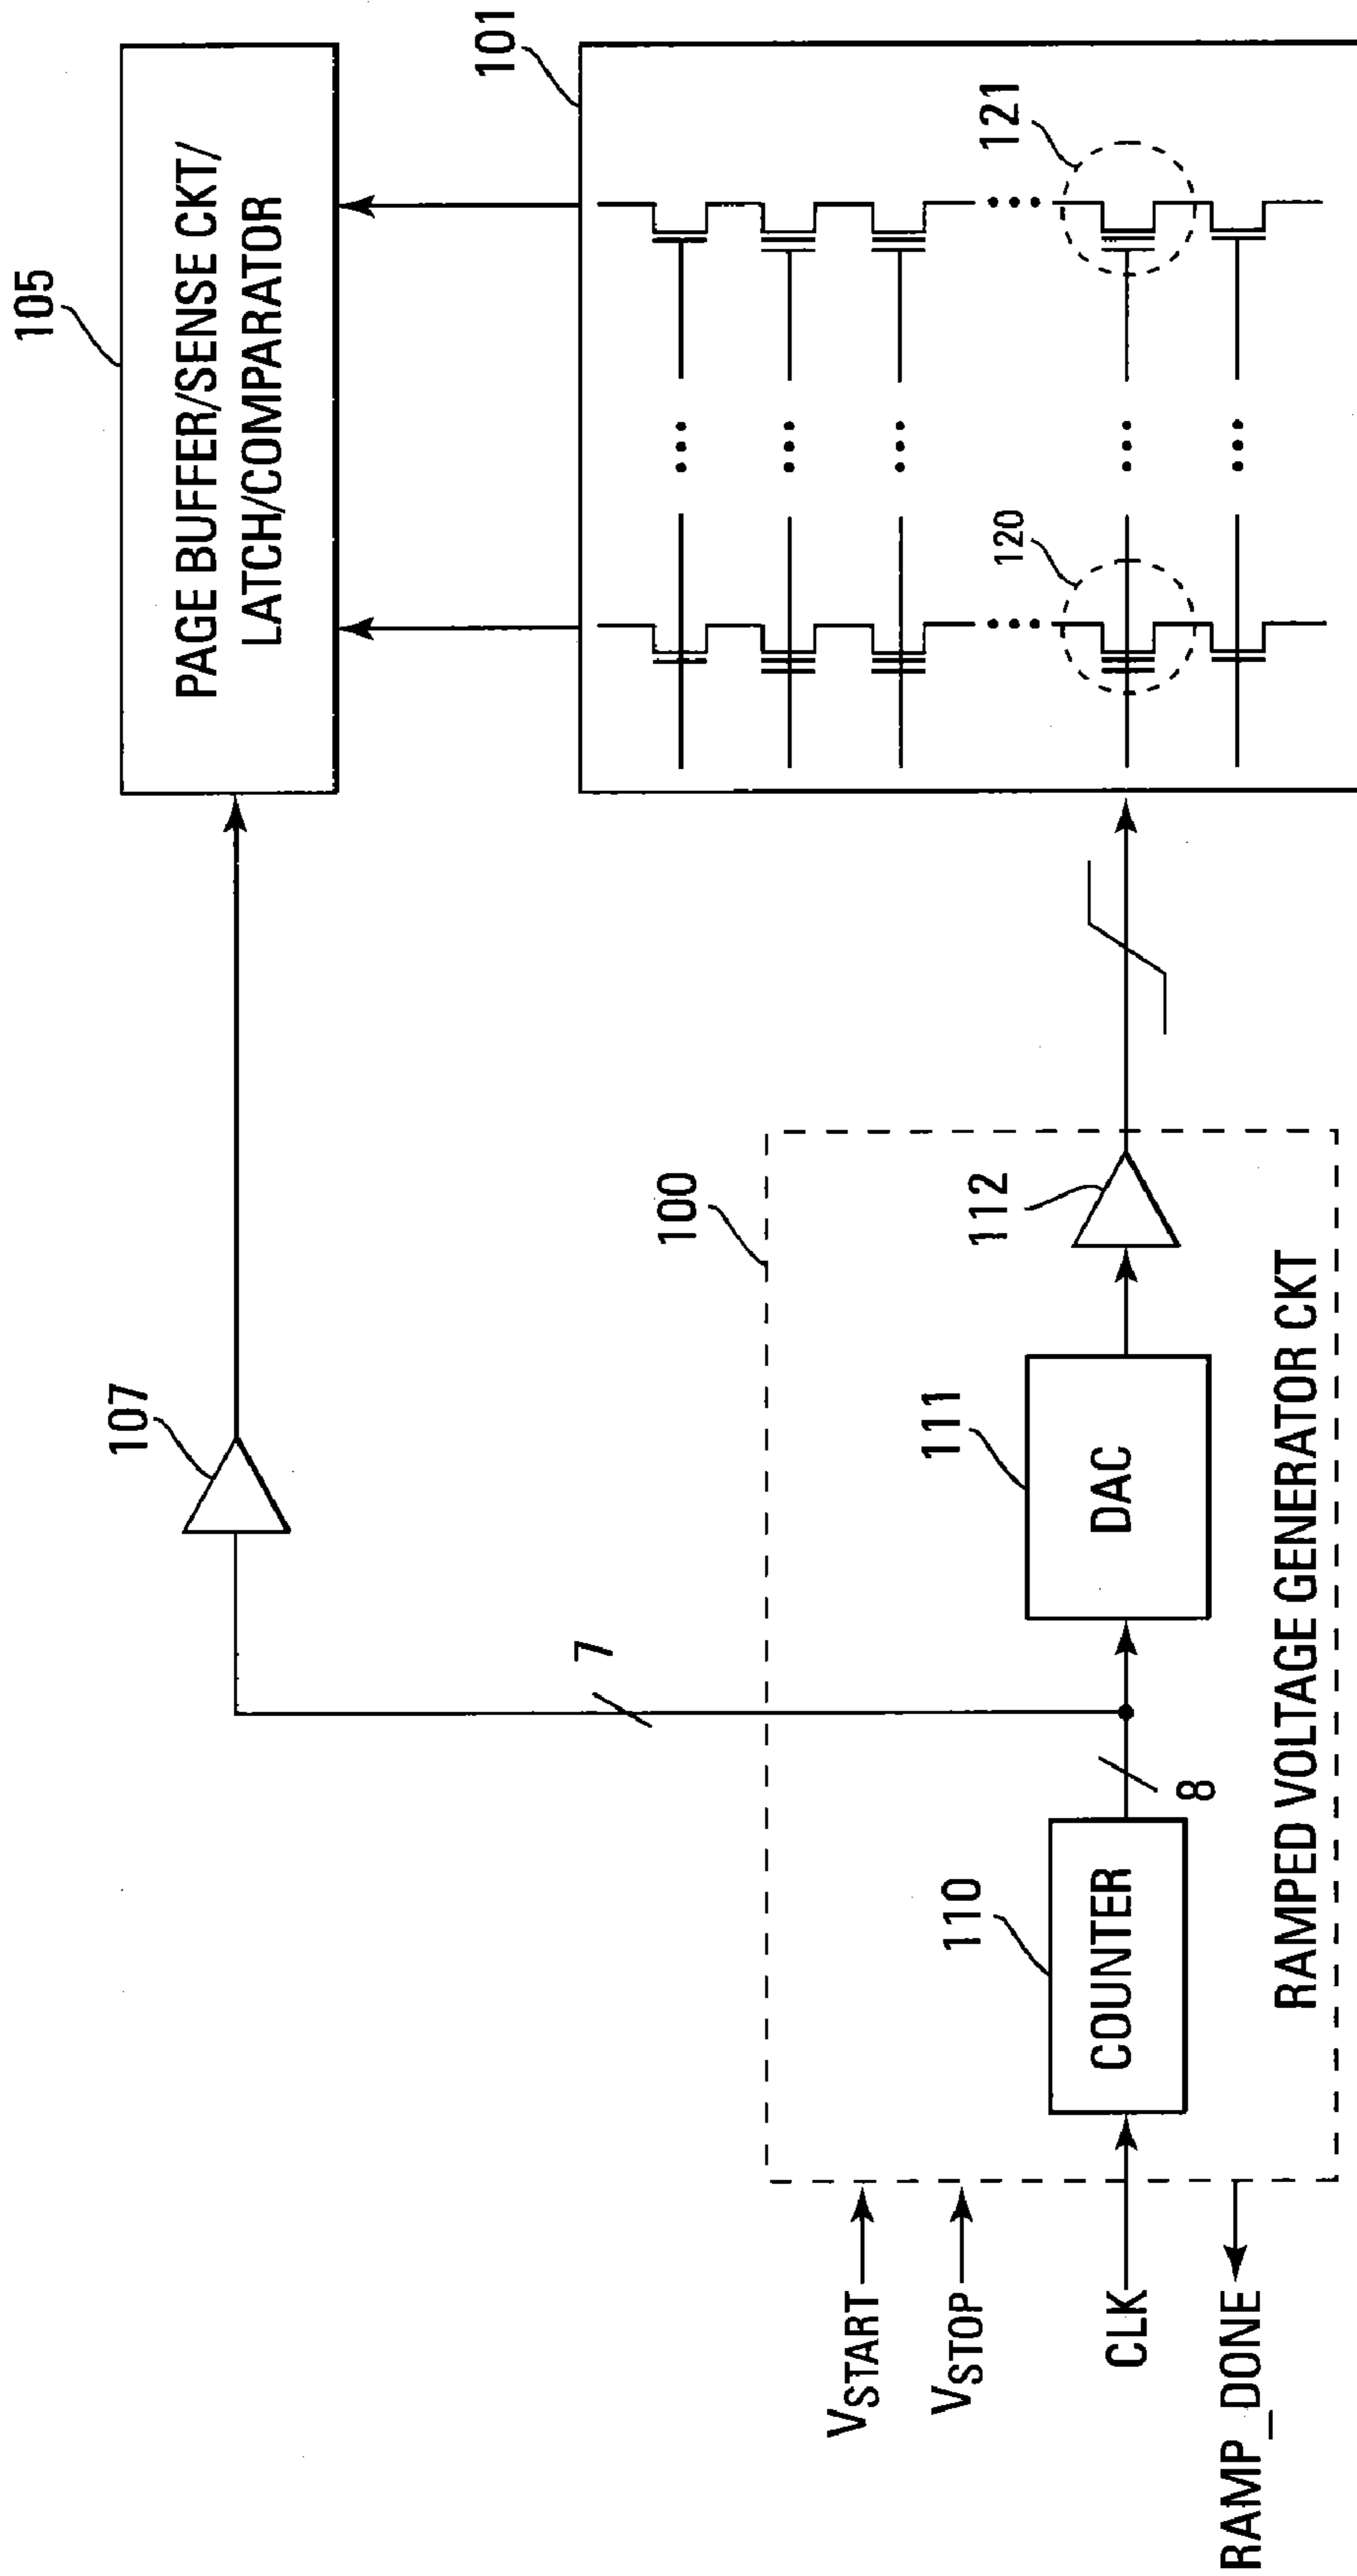 105
PAGE BUFFER/SENSE CKT/
LATCH/COMPARATOR
101
121
120
107
7
100
112
111
DAC
8
110
COUNTER
RAMPED VOLTAGE GENERATOR CKT
VSTART
VSTOP
CLK
RAMP_DONE